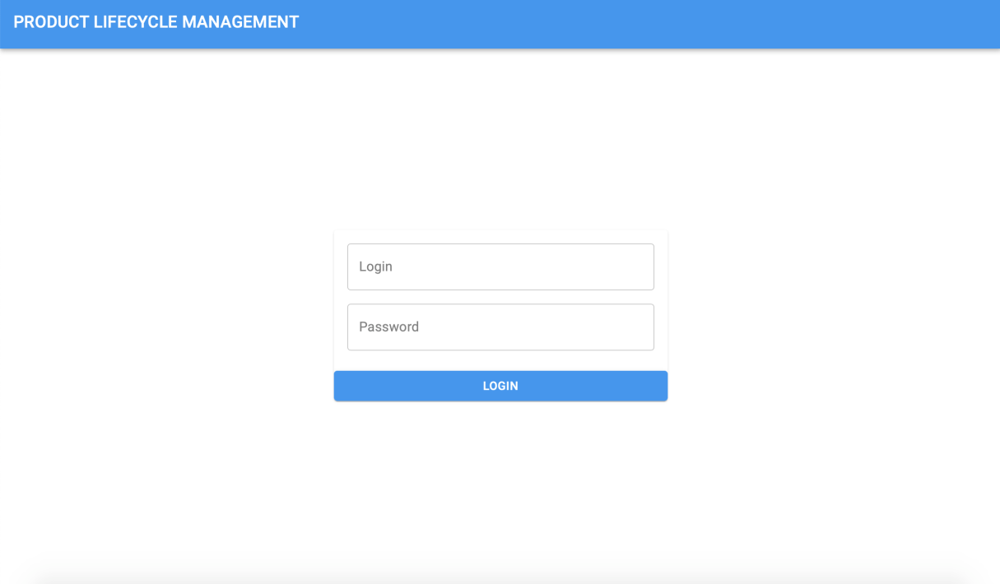 PRODUCT LIFECYCLE MANAGEMENT
Login
Password
LOGIN